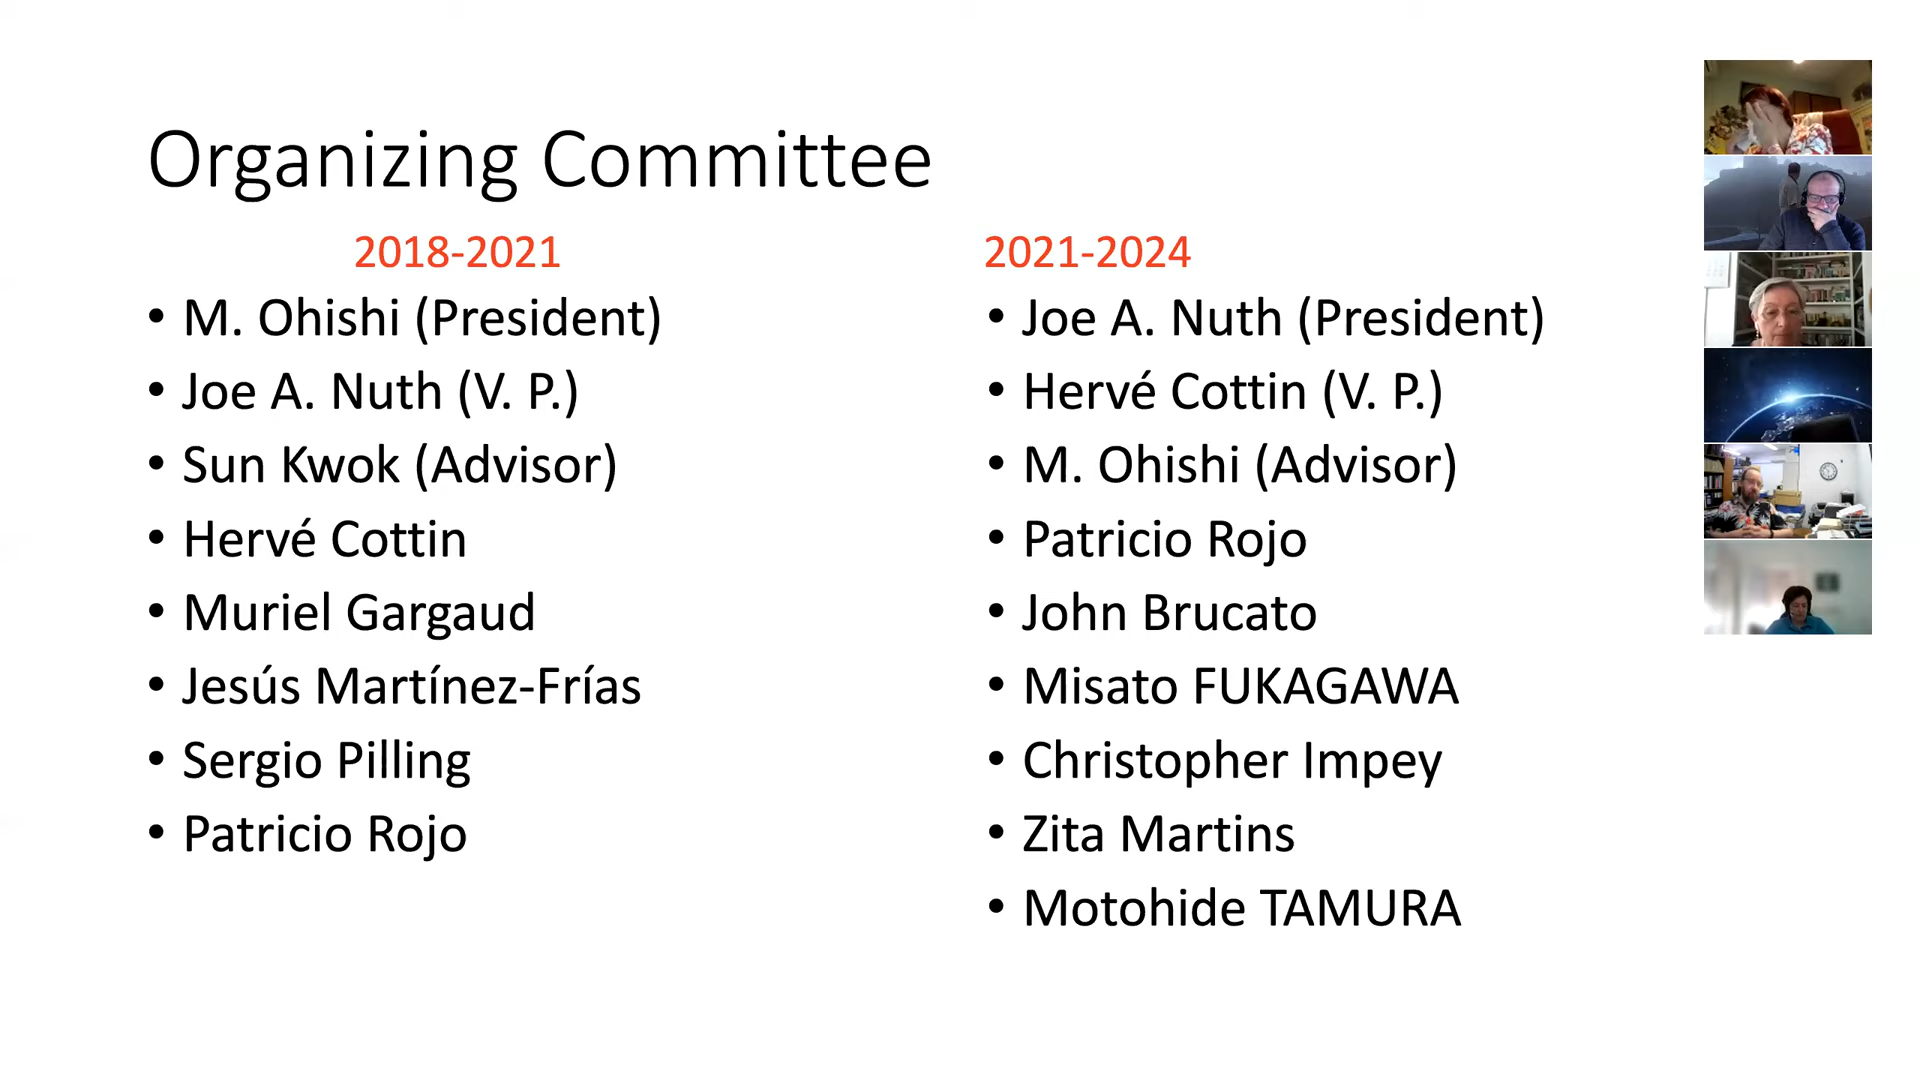 Organizing Committee
2018-2021
• M. Ohishi (President)
• Joe A. Nuth (V. P.)
• Sun Kwok (Advisor)
• Hervé Cottin
• Muriel Gargaud
• Jesús Martínez-Frías
• Sergio Pilling
• Patricio Rojo
2021-2024
• Joe A. Nuth (President)
• Hervé Cottin (V. P.)
• M. Ohishi (Advisor)
• Patricio Rojo
• John Brucato
• Misato FUKAGAWA
• Christopher Impey
• Zita Martins
• Motohide TAMURA